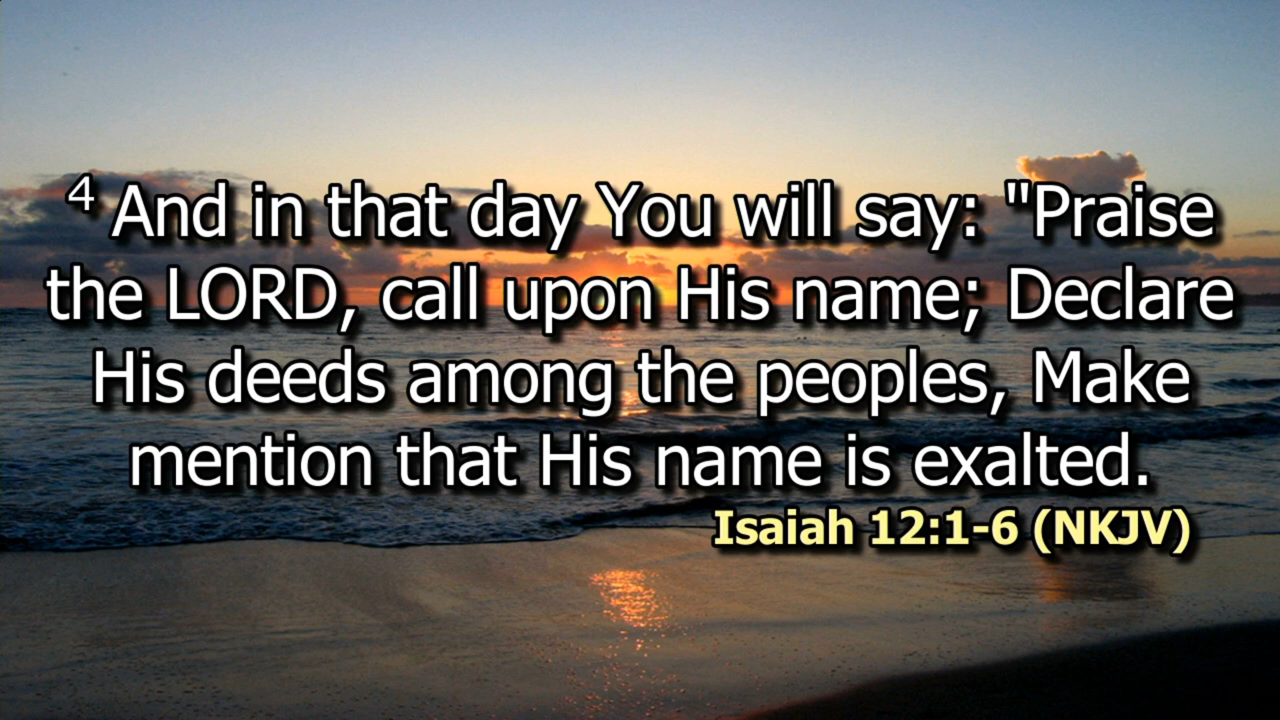 4 And in that day You will say: "Praise
the LORD, call upon His name; Declare
His deeds among the peoples, Make
mention that His name is exalted.
Isaiah 12:1-6 (NKJV)